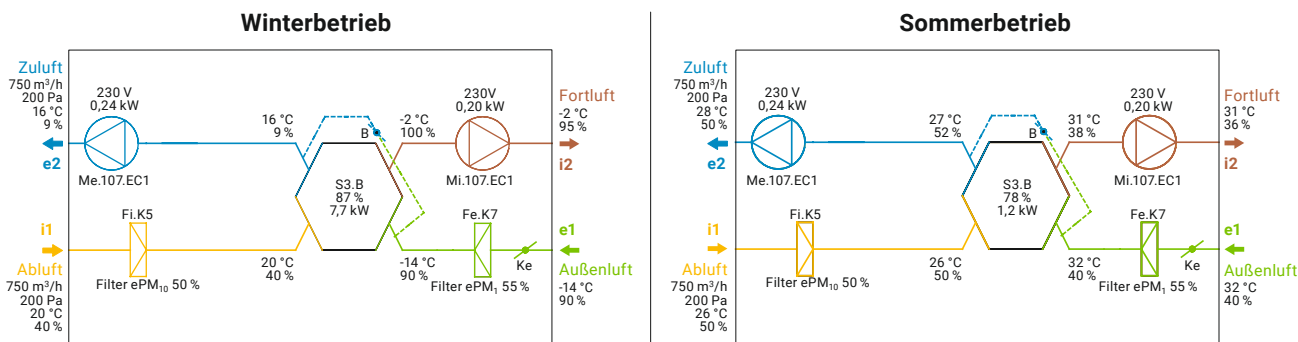 Winterbetrieb
Zuluft
750 m³/h
200 Pa
16 °C
9 %
e2
230 V
0,24 kW
Me.107.EC1
16 °C
9 %
B
-2 °C
100 %
230V
0,20 kW
Mi.107.EC1
Fortluft
-2 °C
95 %
i2
S3.B
87 %
7,7 kW
i1
Abluft
750 m³/h
200 Pa
20 °C
40 %
Fi.K5
Filter ePM₁₀ 50 %
20 °C
40 %
-14 °C
90 %
Fe.K7
Filter ePM₁ 55 %
Ke
e1
Außenluft
-14 °C
90 %
Sommerbetrieb
Zuluft
750 m³/h
200 Pa
28 °C
50 %
e2
230 V
0,24 kW
Me.107.EC1
27 °C
52 %
B
31 °C
38 %
230 V
0,20 kW
Mi.107.EC1
Fortluft
31 °C
36 %
i2
S3.B
78 %
1,2 kW
i1
Abluft
750 m³/h
200 Pa
26 °C
50 %
Fi.K5
Filter ePM₁₀ 50 %
26 °C
50 %
32 °C
40 %
Fe.K7
Filter ePM₁ 55 %
Ke
e1
Außenluft
32 °C
40 %